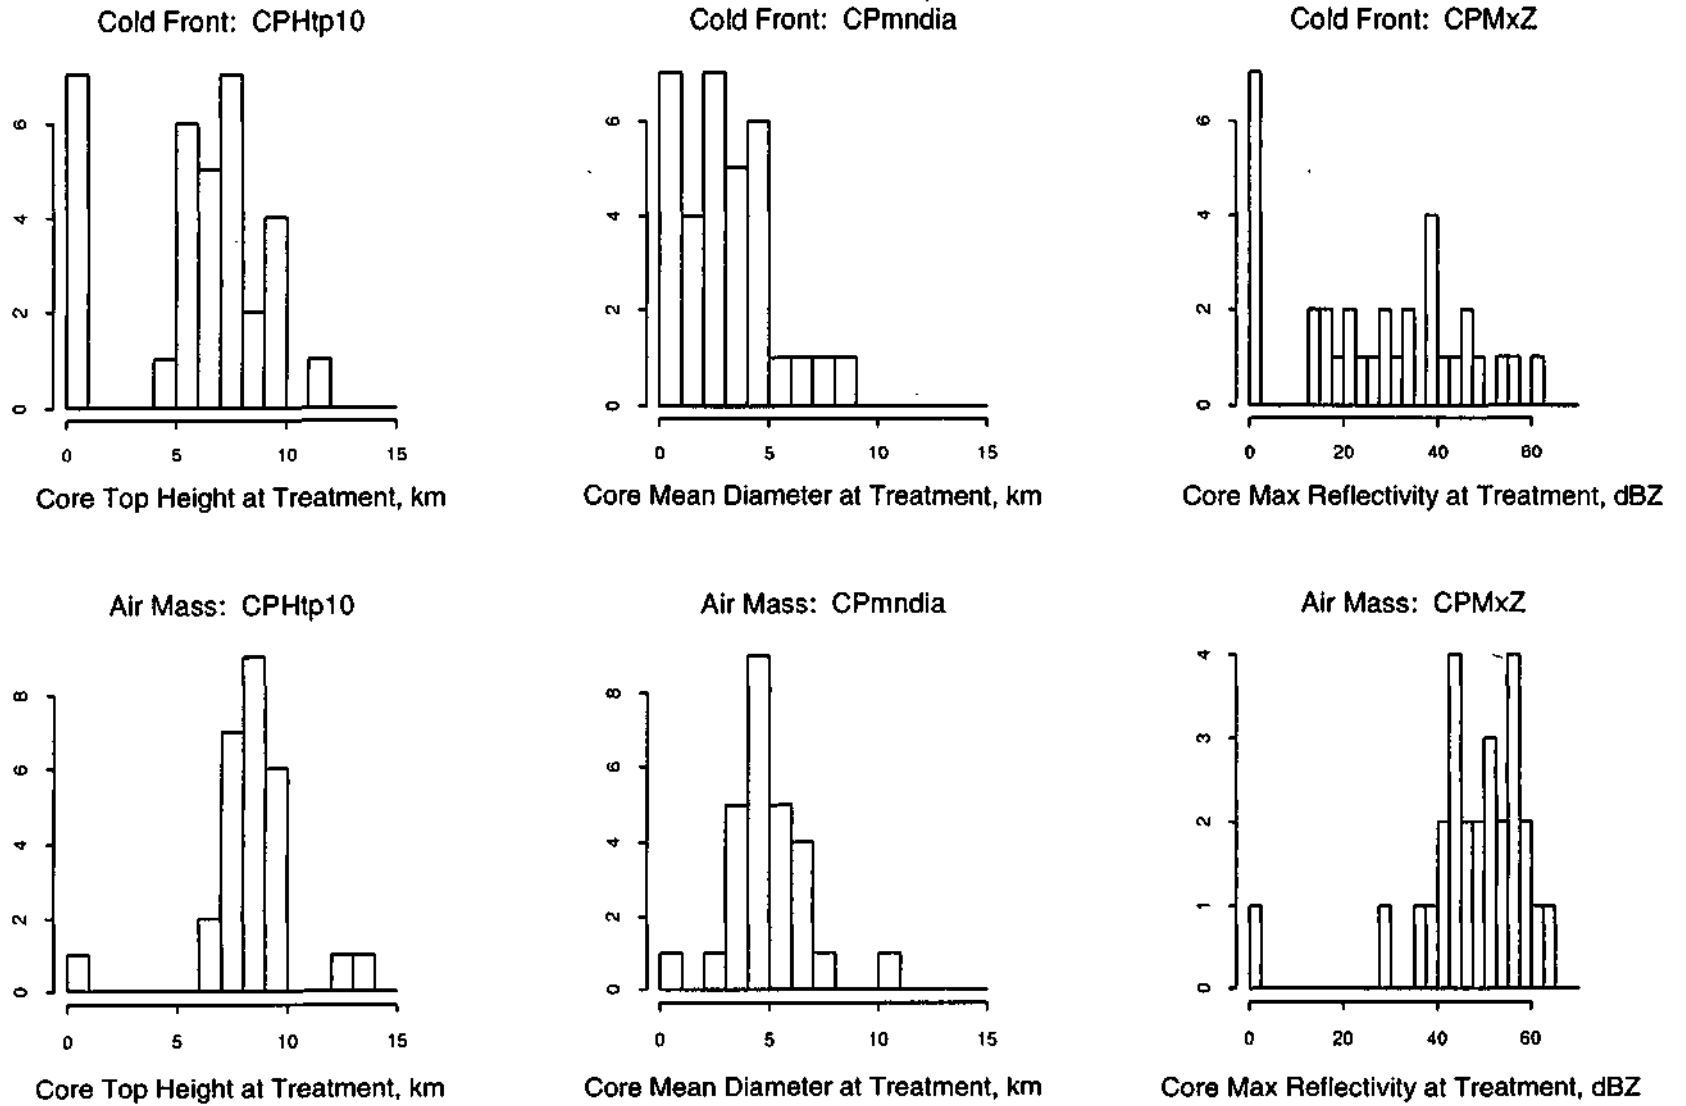 Cold Front: CPHtp10
Cold Front: CPmndia
Cold Front: CPMxZ
6
4
2
0
0 5 10 15
Core Top Height at Treatment, km
6
4
2
0
0 5 10 15
Core Mean Diameter at Treatment, km
6
4
2
0
0 20 40 60
Core Max Reflectivity at Treatment, dBZ
Air Mass: CPHtp10
Air Mass: CPmndia
Air Mass: CPMxZ
8
6
4
2
0
0 5 10 15
Core Top Height at Treatment, km
8
6
4
2
0
0 5 10 15
Core Mean Diameter at Treatment, km
4
3
2
1
0
0 20 40 60
Core Max Reflectivity at Treatment, dBZ